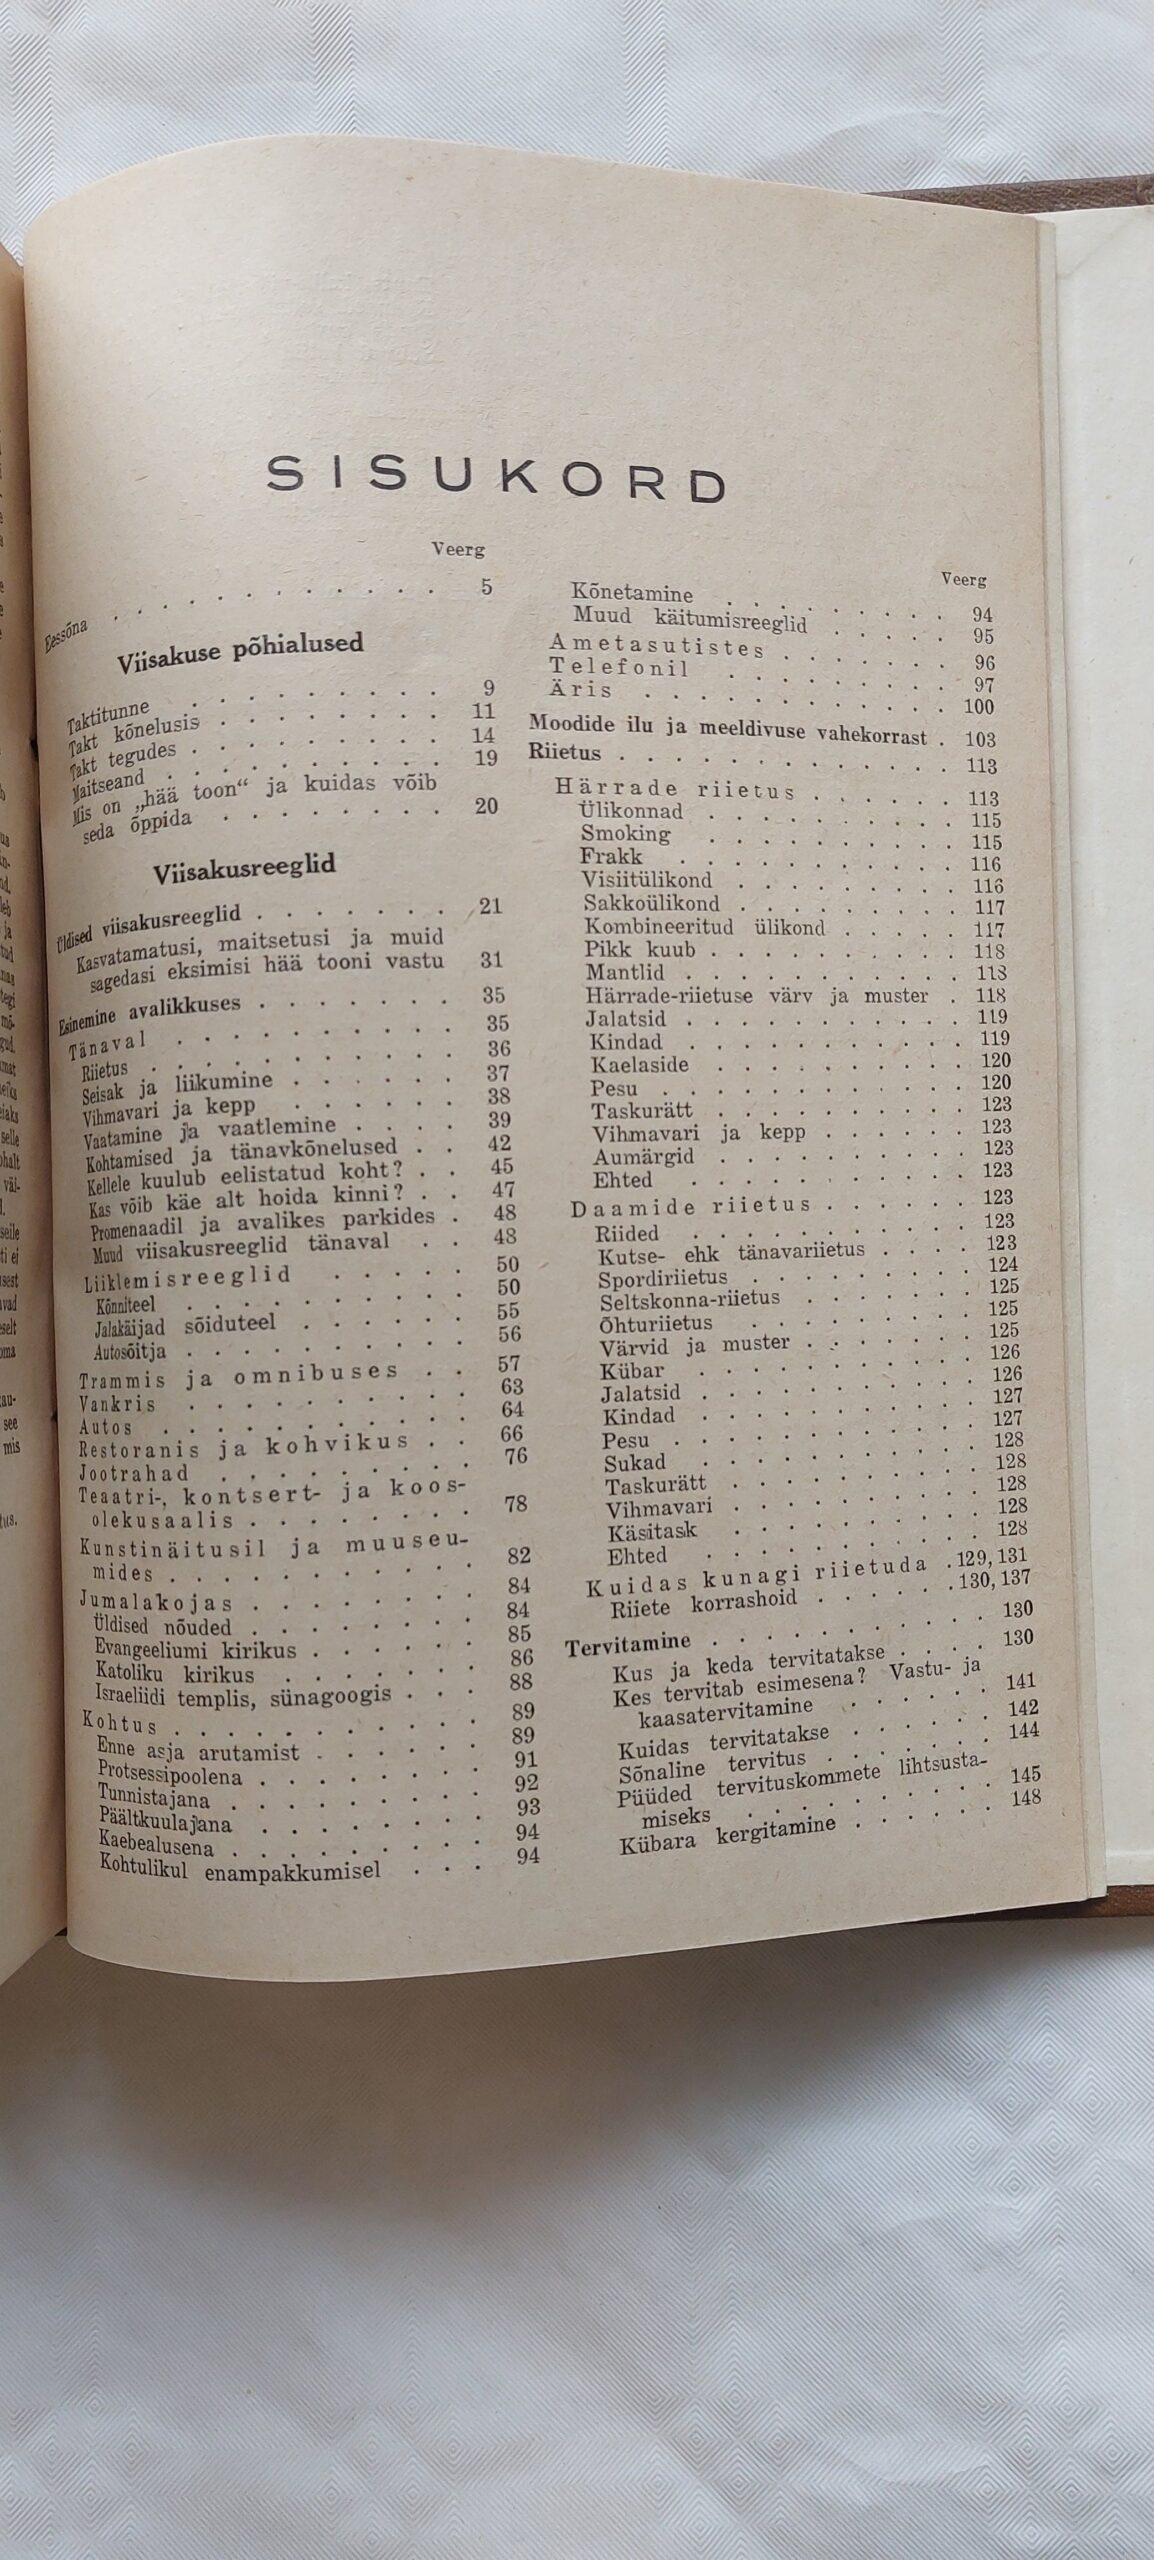 SISUKORD
Veerg
Eessõna . . . . . . . . . . . . 5
Viisakuse põhialused
Taktitunne . . . . . . . . . 9
Takt kõnelusis . . . . . . . . 11
Takt tegudes . . . . . . . . 14
Maitseand . . . . . . . . . 19
Mis on „hää toon“ ja kuidas võib
seda õppida . . . . . . . . 20
Viisakusreeglid
Üldised viisakusreeglid . . . . . . . 21
Kasvatamatusi, maitsetusi ja muid
sagedasi eksimisi hää tooni vastu 31
Esinemine avalikkuses . . . . . . . 35
Tänaval . . . . . . . . . 35
Riietus . . . . . . . . . . 36
Seisak ja liikumine . . . . . . 37
Vihmavari ja kepp . . . . . . 38
Vaatamine ja vaatlemine . . . . 39
Kohtamised ja tänavkõnelused . . 42
Kellele kuulub eelistatud koht? . . 45
Kas võib käe alt hoida kinni? . . 47
Promenaadil ja avalikes parkides . 48
Muud viisakusreeglid tänaval . . 48
Liiklemisreeglid . . . . . 50
Kõnniteel . . . . . . . . . 50
Jalakäijad sõiduteel . . . . . . 55
Autosõitja . . . . . . . . . 56
Trammis ja omnibuses . . 57
Vankris . . . . . . . . . 63
Autos . . . . . . . . . . 64
Restoranis ja kohvikus . . 66
Jootrahad . . . . . . . . . 76
Teaatri-, kontsert- ja koos-
olekusaalis . . . . . . . . 78
Kunstinäitusil ja muuseu-
mides . . . . . . . . . . 82
Jumalakojas . . . . . . . . 84
Üldised nõuded . . . . . . . 84
Evangeeliumi kirikus . . . . . 85
Katoliku kirikus . . . . . . . 86
Israeliidi templis, sünagoogis . . . 88
Kohtus . . . . . . . . . . . 89
Enne asja arutamist . . . . . . 89
Protsessipoolena . . . . . . . . 91
Tunnistajana . . . . . . . . . 92
Päältkuulajana . . . . . . . . 93
Kaebealusena . . . . . . . . . 94
Kohtulikul enampakkumisel . . . 94
Veerg
Kõnetamine . . . . . . . . . 94
Muud käitumisreeglid . . . . . 95
Ametasutistes . . . . . . . 96
Telefonil . . . . . . . . . 97
Äris . . . . . . . . . . . . 100
Moodide ilu ja meeldivuse vahekorrast . 103
Riietus . . . . . . . . . . . . . 113
Härrade riietus . . . . . . 113
Ülikonnad . . . . . . . . . . 115
Smoking . . . . . . . . . . 115
Frakk . . . . . . . . . . . 116
Visiitülikond . . . . . . . . . 116
Sakkoülikond . . . . . . . . . 117
Kombineeritud ülikond . . . . . 117
Pikk kuub . . . . . . . . . . 118
Mantlid . . . . . . . . . . . 118
Härrade-riietuse värv ja muster . 118
Jalatsid . . . . . . . . . . . 119
Kindad . . . . . . . . . . . 119
Kaelaside . . . . . . . . . . 120
Pesu . . . . . . . . . . . . 120
Taskurätt . . . . . . . . . . 123
Vihmavari ja kepp . . . . . . 123
Aumärgid . . . . . . . . . . 123
Ehted . . . . . . . . . . . 123
Daamide riietus . . . . . . 123
Riided . . . . . . . . . . . 123
Kutse- ehk tänavariietus . . . . 123
Spordiriietus . . . . . . . . . 124
Seltskonna-riietus . . . . . . . 125
Õhturiietus . . . . . . . . . 125
Värvid ja muster . . . . . . . 125
Kübar . . . . . . . . . . . 126
Jalatsid . . . . . . . . . . . 126
Kindad . . . . . . . . . . . 127
Pesu . . . . . . . . . . . . 127
Sukad . . . . . . . . . . . 128
Taskurätt . . . . . . . . . . 128
Vihmavari . . . . . . . . . . 128
Käsitask . . . . . . . . . . 128
Ehted . . . . . . . . . . . 128
Kuidas kunagi riietuda . 129, 131
Riiete korrashoid . . . . . . 130, 137
Tervitamine . . . . . . . . . . 130
Kus ja keda tervitatakse . . . . 130
Kes tervitab esimesena? Vastu- ja
kaasatervitamine . . . . . . 141
Kuidas tervitatakse . . . . . . 142
Sõnaline tervitus . . . . . . . 144
Püüded tervituskommete lihtsusta-
miseks . . . . . . . . . . 145
Kübara kergitamine . . . . . . 148